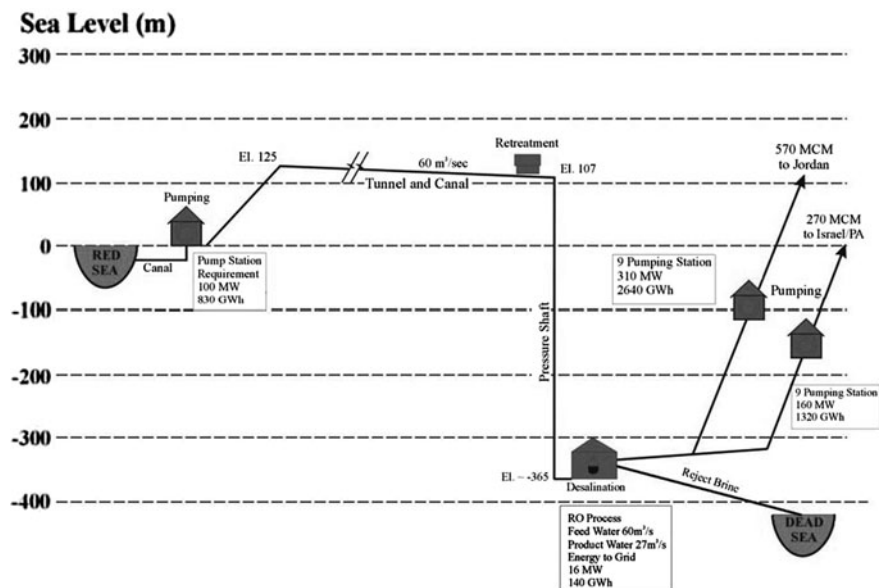 Sea Level (m)
300
200
100
0
-100
-200
-300
-400
RED
SEA
Canal
Pumping
Pump Station
Requirement
100 MW
830 GWh
El. 125
60 m³/sec
Tunnel and Canal
Retreatment
El. 107
Pressure Shaft
El. – -365
Desalination
RO Process
Feed Water 60m³/s
Product Water 27m³/s
Energy to Grid
16 MW
140 GWh
Reject Brine
DEAD
SEA
9 Pumping Station
310 MW
2640 GWh
Pumping
570 MCM
to Jordan
270 MCM
to Israel/PA
9 Pumping Station
160 MW
1320 GWh